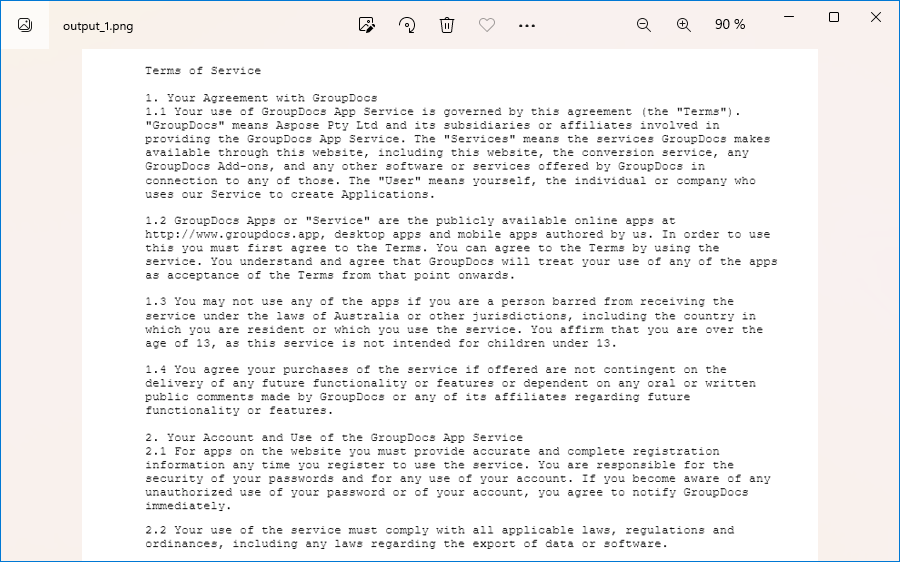 output_1.png
90 %
Terms of Service
1. Your Agreement with GroupDocs
1.1 Your use of GroupDocs App Service is governed by this agreement (the "Terms").
"GroupDocs" means Aspose Pty Ltd and its subsidiaries or affiliates involved in
providing the GroupDocs App Service. The "Services" means the services GroupDocs makes
available through this website, including this website, the conversion service, any
GroupDocs Add-ons, and any other software or services offered by GroupDocs in
connection to any of those. The "User" means yourself, the individual or company who
uses our Service to create Applications.
1.2 GroupDocs Apps or "Service" are the publicly available online apps at
http://www.groupdocs.app, desktop apps and mobile apps authored by us. In order to use
this you must first agree to the Terms. You can agree to the Terms by using the
service. You understand and agree that GroupDocs will treat your use of any of the apps
as acceptance of the Terms from that point onwards.
1.3 You may not use any of the apps if you are a person barred from receiving the
service under the laws of Australia or other jurisdictions, including the country in
which you are resident or which you use the service. You affirm that you are over the
age of 13, as this service is not intended for children under 13.
1.4 You agree your purchases of the service if offered are not contingent on the
delivery of any future functionality or features or dependent on any oral or written
public comments made by GroupDocs or any of its affiliates regarding future
functionality or features.
2. Your Account and Use of the GroupDocs App Service
2.1 For apps on the website you must provide accurate and complete registration
information any time you register to use the service. You are responsible for the
security of your passwords and for any use of your account. If you become aware of any
unauthorized use of your password or of your account, you agree to notify GroupDocs
immediately.
2.2 Your use of the service must comply with all applicable laws, regulations and
ordinances, including any laws regarding the export of data or software.